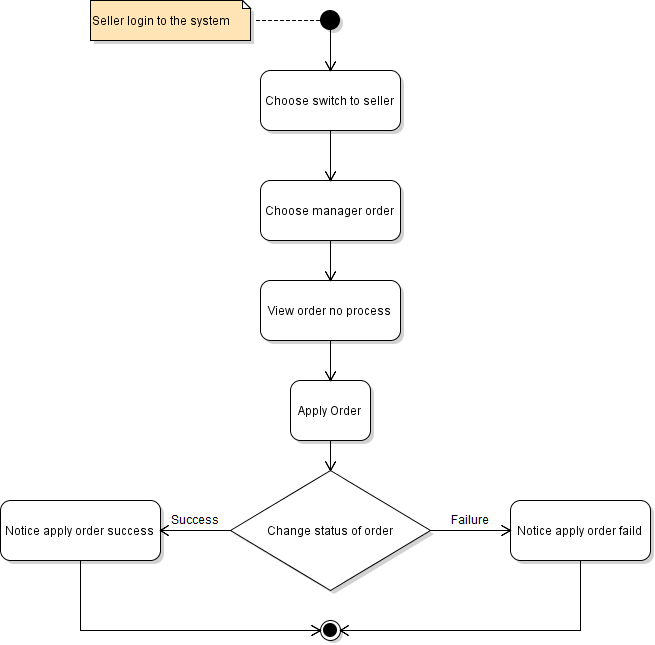 Seller login to the system
Choose switch to seller
Choose manager order
View order no process
Apply Order
Change status of order
Success
Failure
Notice apply order success
Notice apply order faild